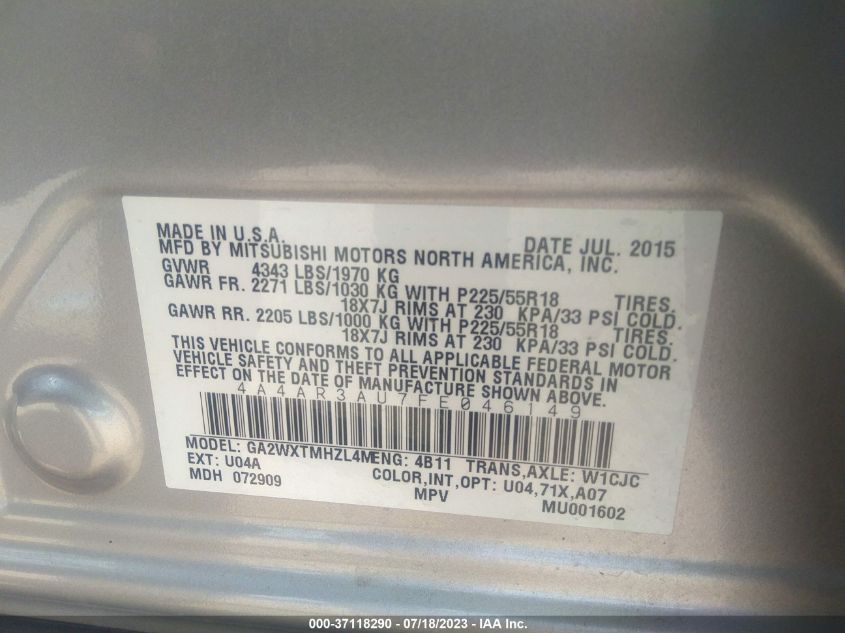 MADE IN U.S.A. DATE JUL. 2015
MFD BY MITSUBISHI MOTORS NORTH AMERICA, INC.
GVWR 4343 LBS/1970 KG
GAWR FR. 2271 LBS/1030 KG WITH P225/55R18 TIRES.
18X7J RIMS AT 230 KPA/33 PSI COLD.
GAWR RR. 2205 LBS/1000 KG WITH P225/55R18 TIRES.
18X7J RIMS AT 230 KPA/33 PSI COLD.
THIS VEHICLE CONFORMS TO ALL APPLICABLE FEDERAL MOTOR
VEHICLE SAFETY AND THEFT PREVENTION STANDARDS IN
EFFECT ON THE DATE OF MANUFACTURE SHOWN ABOVE.
4A4AR3AU7FE046149
MODEL: GA2WXTMHZL4M ENG: 4B11 TRANS,AXLE: W1CJC
EXT: U04A COLOR,INT,OPT: U04,71X,A07
MDH 072909 MPV MU001602
000-37118290 - 07/18/2023 - IAA Inc.